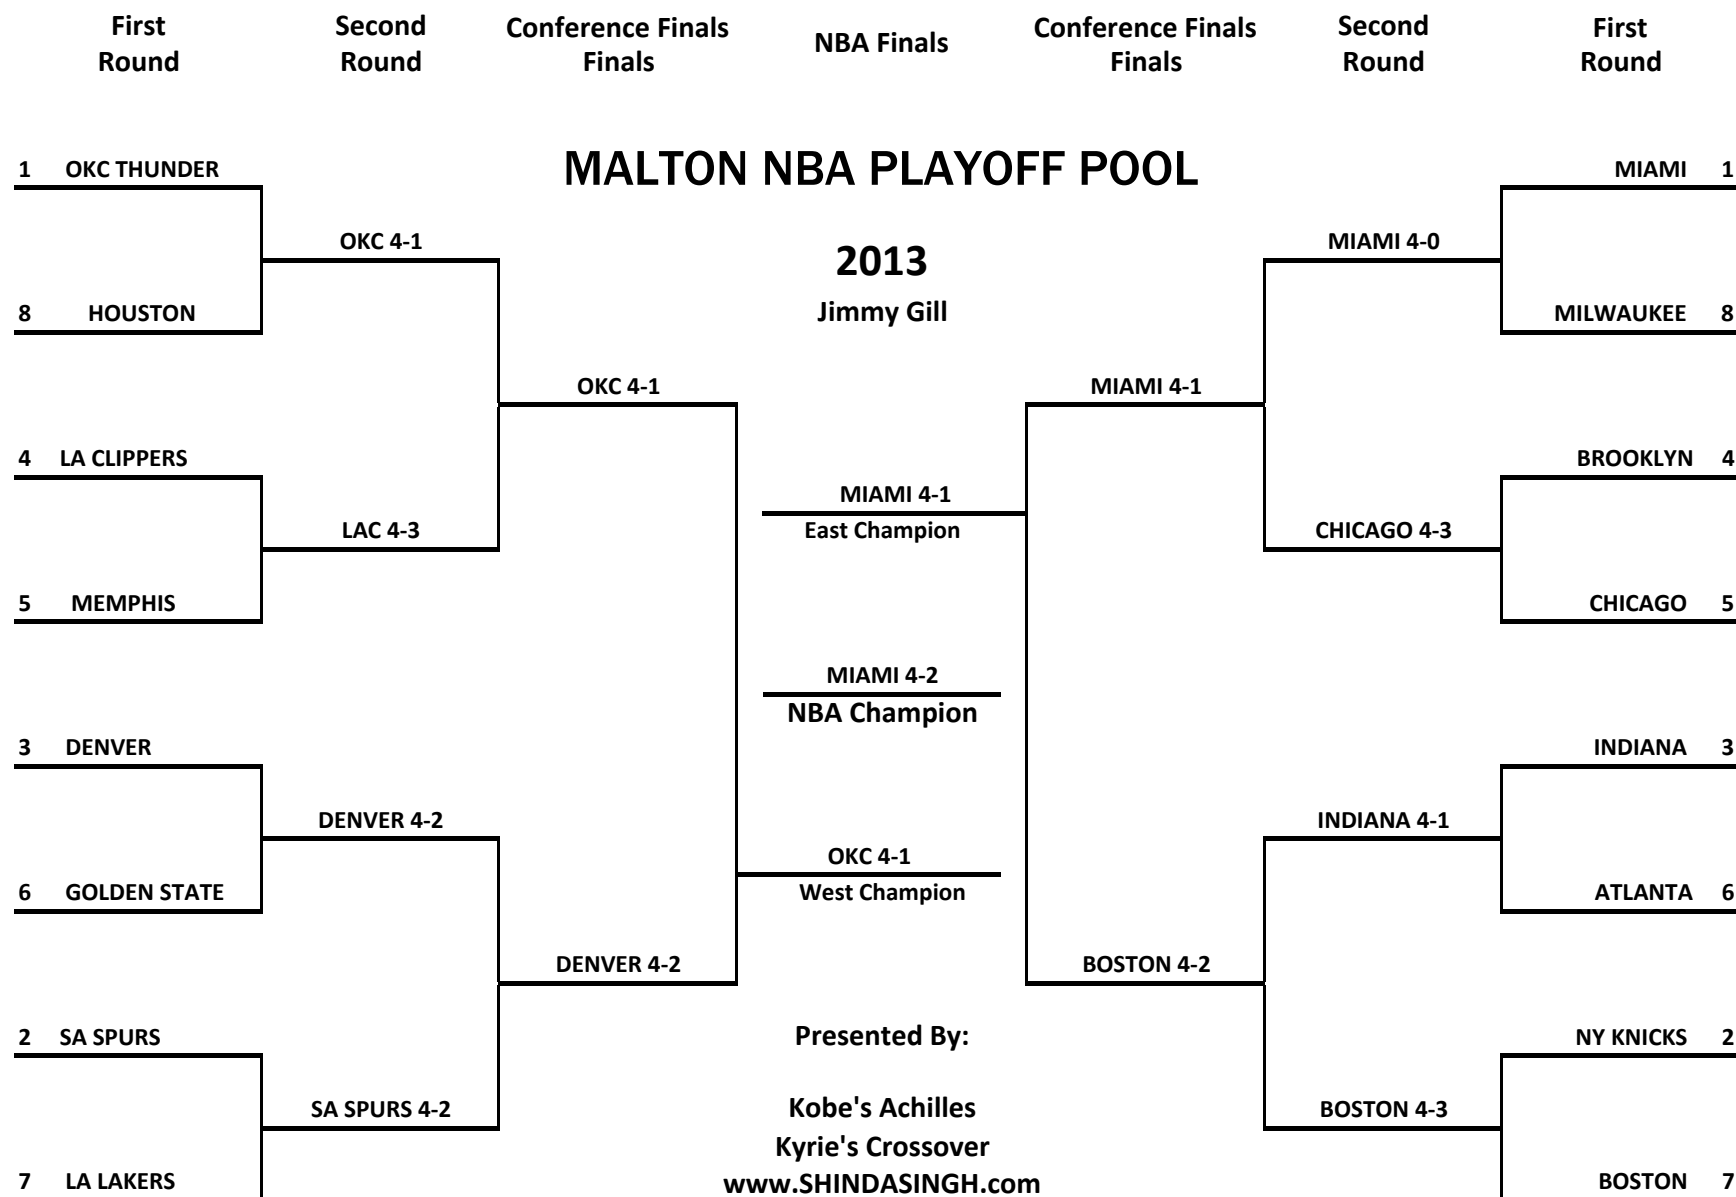 First Round
Second Round
Conference Finals Finals
NBA Finals
Conference Finals Finals
Second Round
First Round
MALTON NBA PLAYOFF POOL
1 OKC THUNDER
MIAMI 1
OKC 4-1
2013
MIAMI 4-0
8 HOUSTON
Jimmy Gill
MILWAUKEE 8
OKC 4-1
MIAMI 4-1
4 LA CLIPPERS
BROOKLYN 4
MIAMI 4-1
East Champion
LAC 4-3
CHICAGO 4-3
5 MEMPHIS
CHICAGO 5
MIAMI 4-2
NBA Champion
3 DENVER
INDIANA 3
DENVER 4-2
INDIANA 4-1
OKC 4-1
West Champion
6 GOLDEN STATE
ATLANTA 6
DENVER 4-2
BOSTON 4-2
2 SA SPURS
Presented By:
NY KNICKS 2
SA SPURS 4-2
Kobe's Achilles
BOSTON 4-3
Kyrie's Crossover
7 LA LAKERS
www.SHINDASINGH.com
BOSTON 7